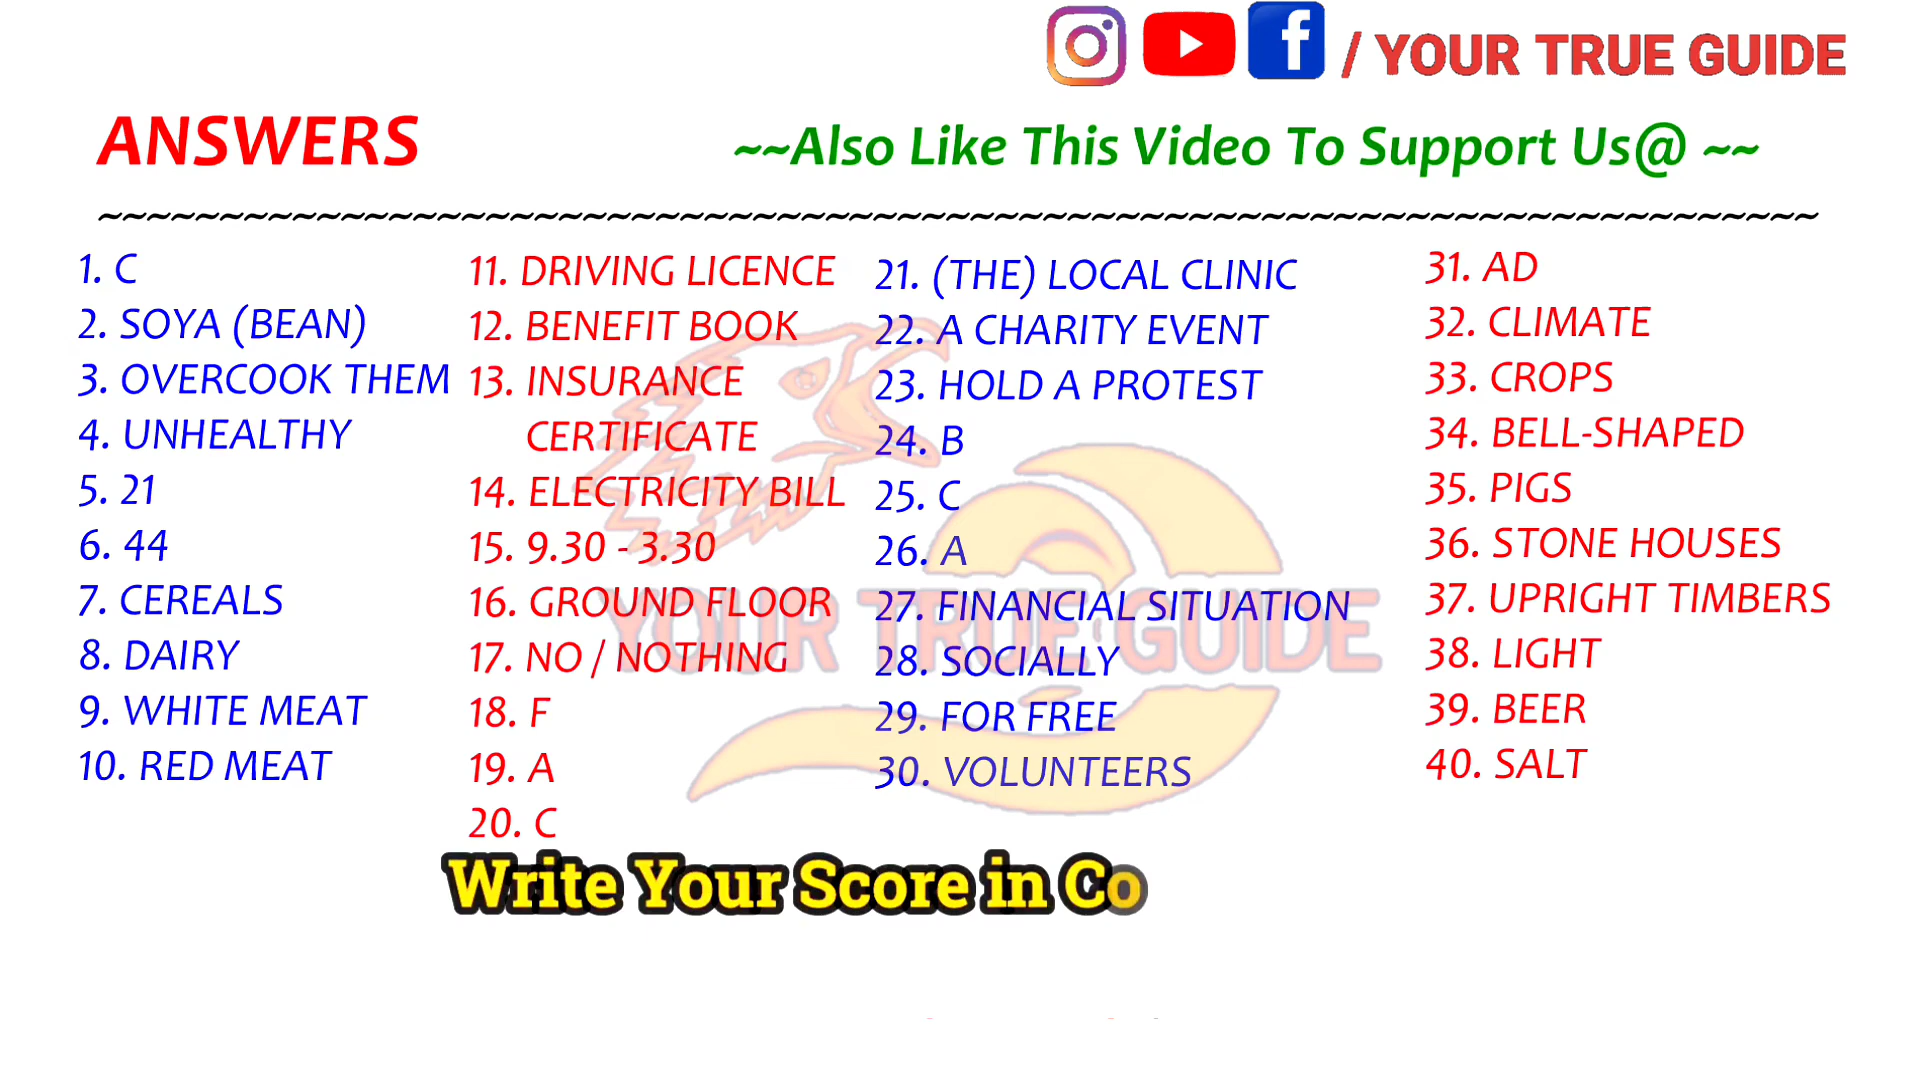 / YOUR TRUE GUIDE
ANSWERS
~~Also Like This Video To Support Us@ ~~
~~~~~~~~~~~~~~~~~~~~~~~~~~~~~~~~~~~~~~~~~~~~~~~~~~~~~~~~~~~~~~~~~~~~~~~
1. C
2. SOYA (BEAN)
3. OVERCOOK THEM
4. UNHEALTHY
5. 21
6. 44
7. CEREALS
8. DAIRY
9. WHITE MEAT
10. RED MEAT
11. DRIVING LICENCE
12. BENEFIT BOOK
13. INSURANCE
CERTIFICATE
14. ELECTRICITY BILL
15. 9.30 - 3.30
16. GROUND FLOOR
17. NO / NOTHING
18. F
19. A
20. C
21. (THE) LOCAL CLINIC
22. A CHARITY EVENT
23. HOLD A PROTEST
24. B
25. C
26. A
27. FINANCIAL SITUATION
28. SOCIALLY
29. FOR FREE
30. VOLUNTEERS
31. AD
32. CLIMATE
33. CROPS
34. BELL-SHAPED
35. PIGS
36. STONE HOUSES
37. UPRIGHT TIMBERS
38. LIGHT
39. BEER
40. SALT
YOUR TRUE GUIDE
Write Your Score in Co